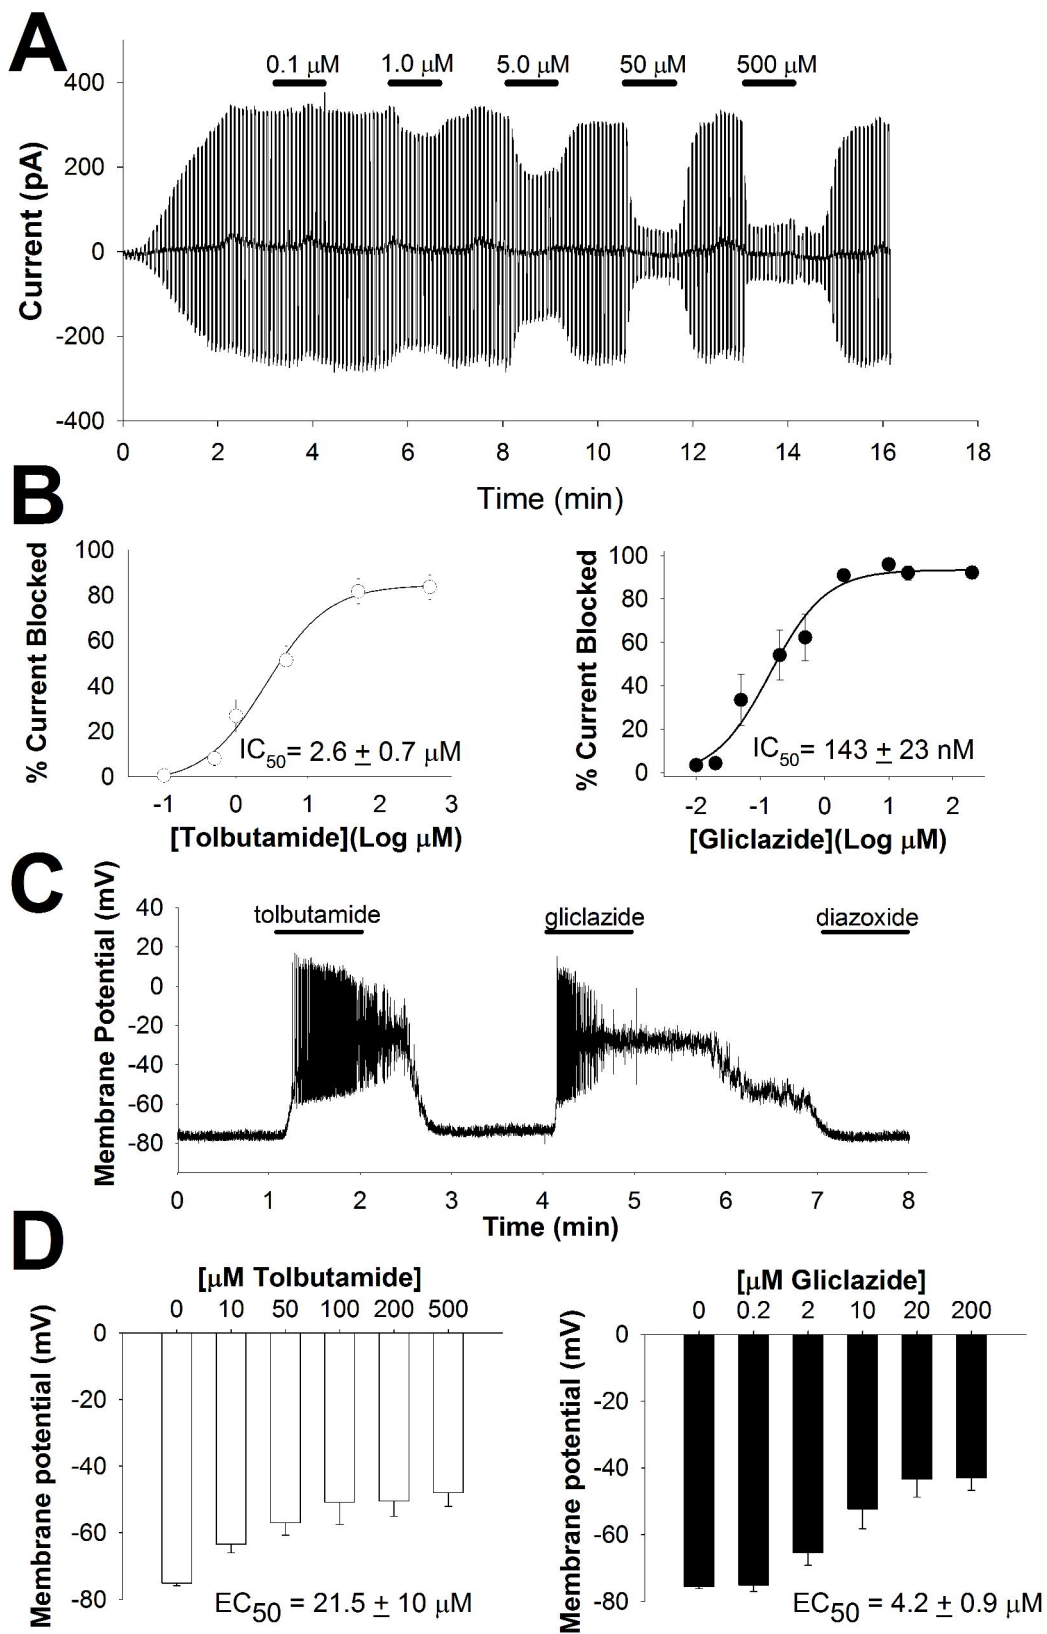 A
0.1 µM 1.0 µM 5.0 µM 50 µM 500 µM
400
200
0
-200
-400
Current (pA)
0 2 4 6 8 10 12 14 16 18
Time (min)
B
% Current Blocked
100
80
60
40
20
0
IC50= 2.6 ± 0.7 µM
-1 0 1 2 3
[Tolbutamide](Log µM)
% Current Blocked
100
80
60
40
20
0
IC50= 143 ± 23 nM
-2 -1 0 1 2
[Gliclazide](Log µM)
C
Membrane Potential (mV)
40
20
0
-20
-40
-60
-80
tolbutamide gliclazide diazoxide
0 1 2 3 4 5 6 7 8
Time (min)
D
[µM Tolbutamide]
0 10 50 100 200 500
Membrane potential (mV)
0
-20
-40
-60
-80
EC50 = 21.5 ± 10 µM
[µM Gliclazide]
0 0.2 2 10 20 200
Membrane potential (mV)
0
-20
-40
-60
-80
EC50 = 4.2 ± 0.9 µM